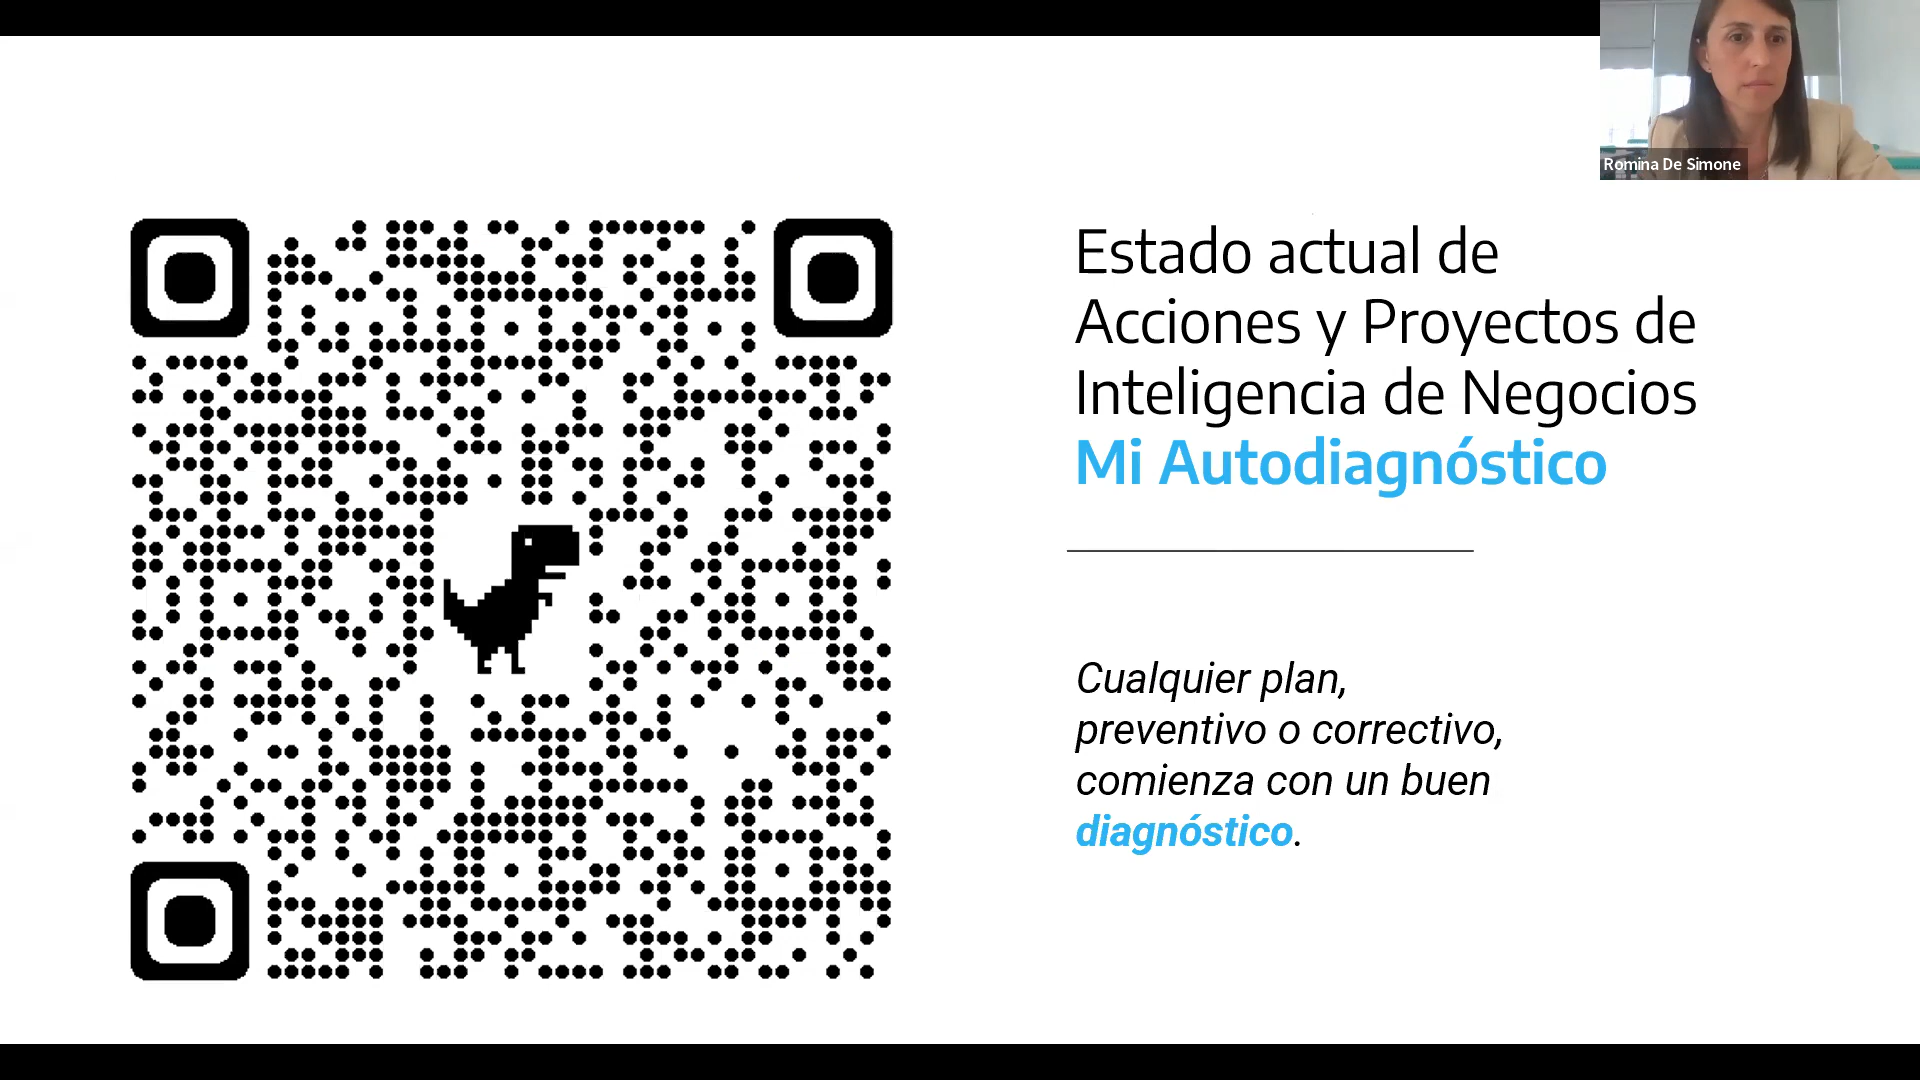 Romina De Simone
Estado actual de
Acciones y Proyectos de
Inteligencia de Negocios
Mi Autodiagnóstico
Cualquier plan,
preventivo o correctivo,
comienza con un buen
diagnóstico.